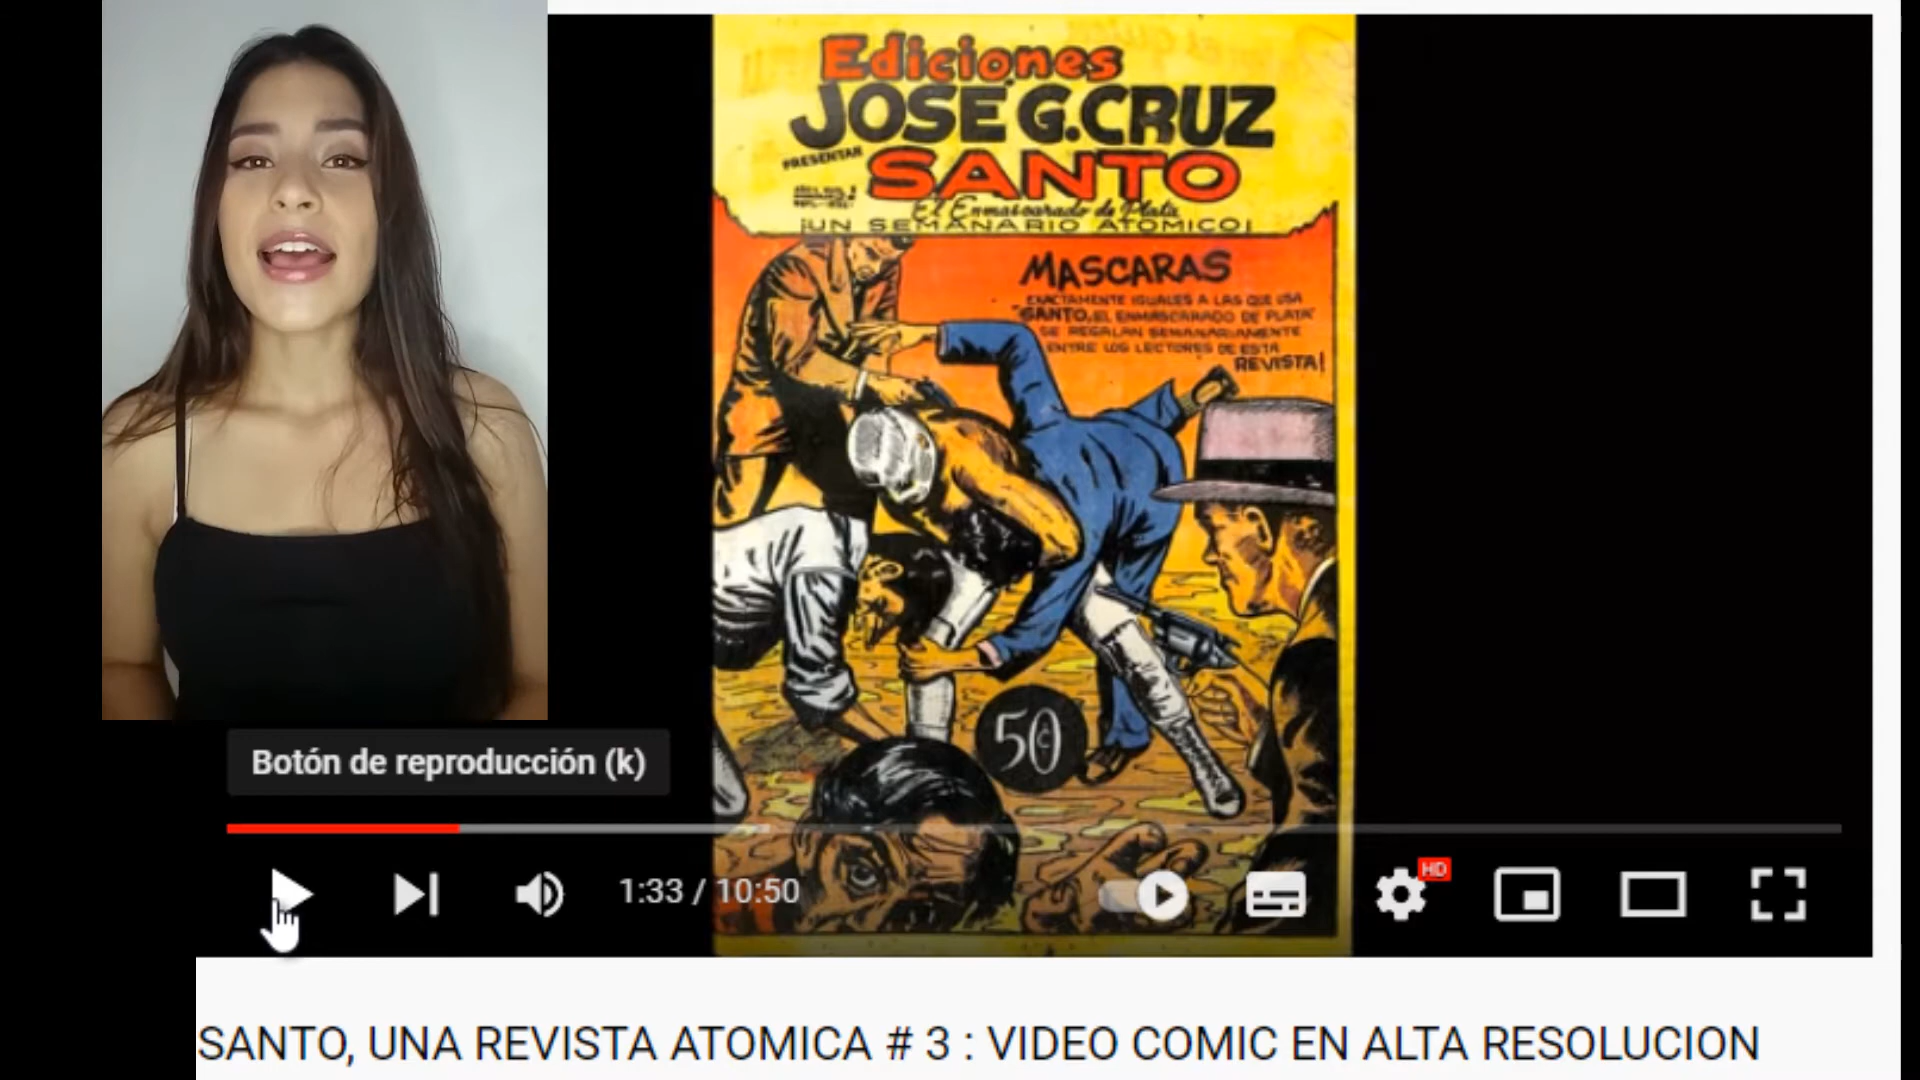 Ediciones
JOSE G. CRUZ
PRESENTAN
SANTO
El Enmascarado de Plata
¡UN SEMANARIO ATOMICO!
MASCARAS
EXACTAMENTE IGUALES A LAS QUE USA
"SANTO, EL ENMASCARADO DE PLATA"
SE REGALAN SEMANARIAMENTE
ENTRE LOS LECTORES DE ESTA
REVISTA!
50¢
Botón de reproducción (k)
1:33 / 10:50
HD
SANTO, UNA REVISTA ATOMICA # 3 : VIDEO COMIC EN ALTA RESOLUCION